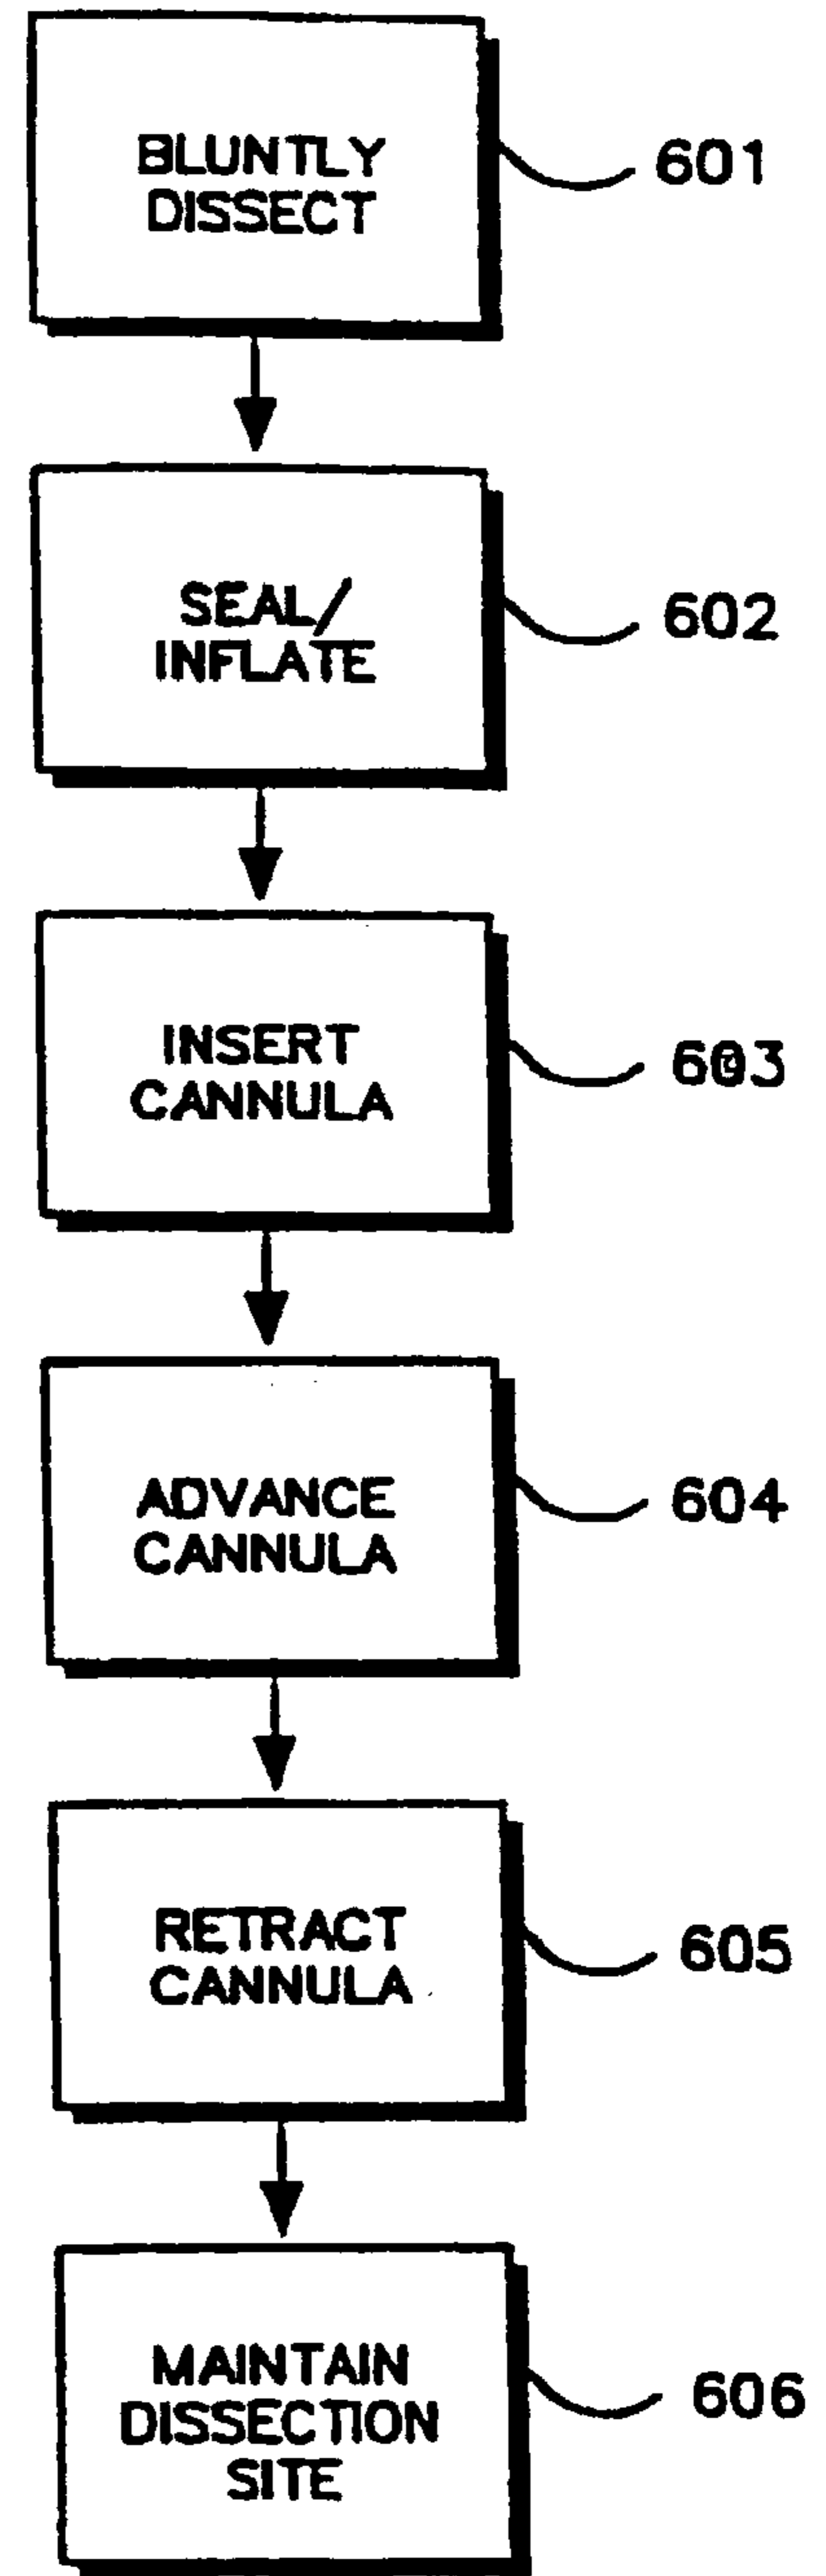 BLUNTLY
DISSECT
601
SEAL/
INFLATE
602
INSERT
CANNULA
603
ADVANCE
CANNULA
604
RETRACT
CANNULA
605
MAINTAIN
DISSECTION
SITE
606